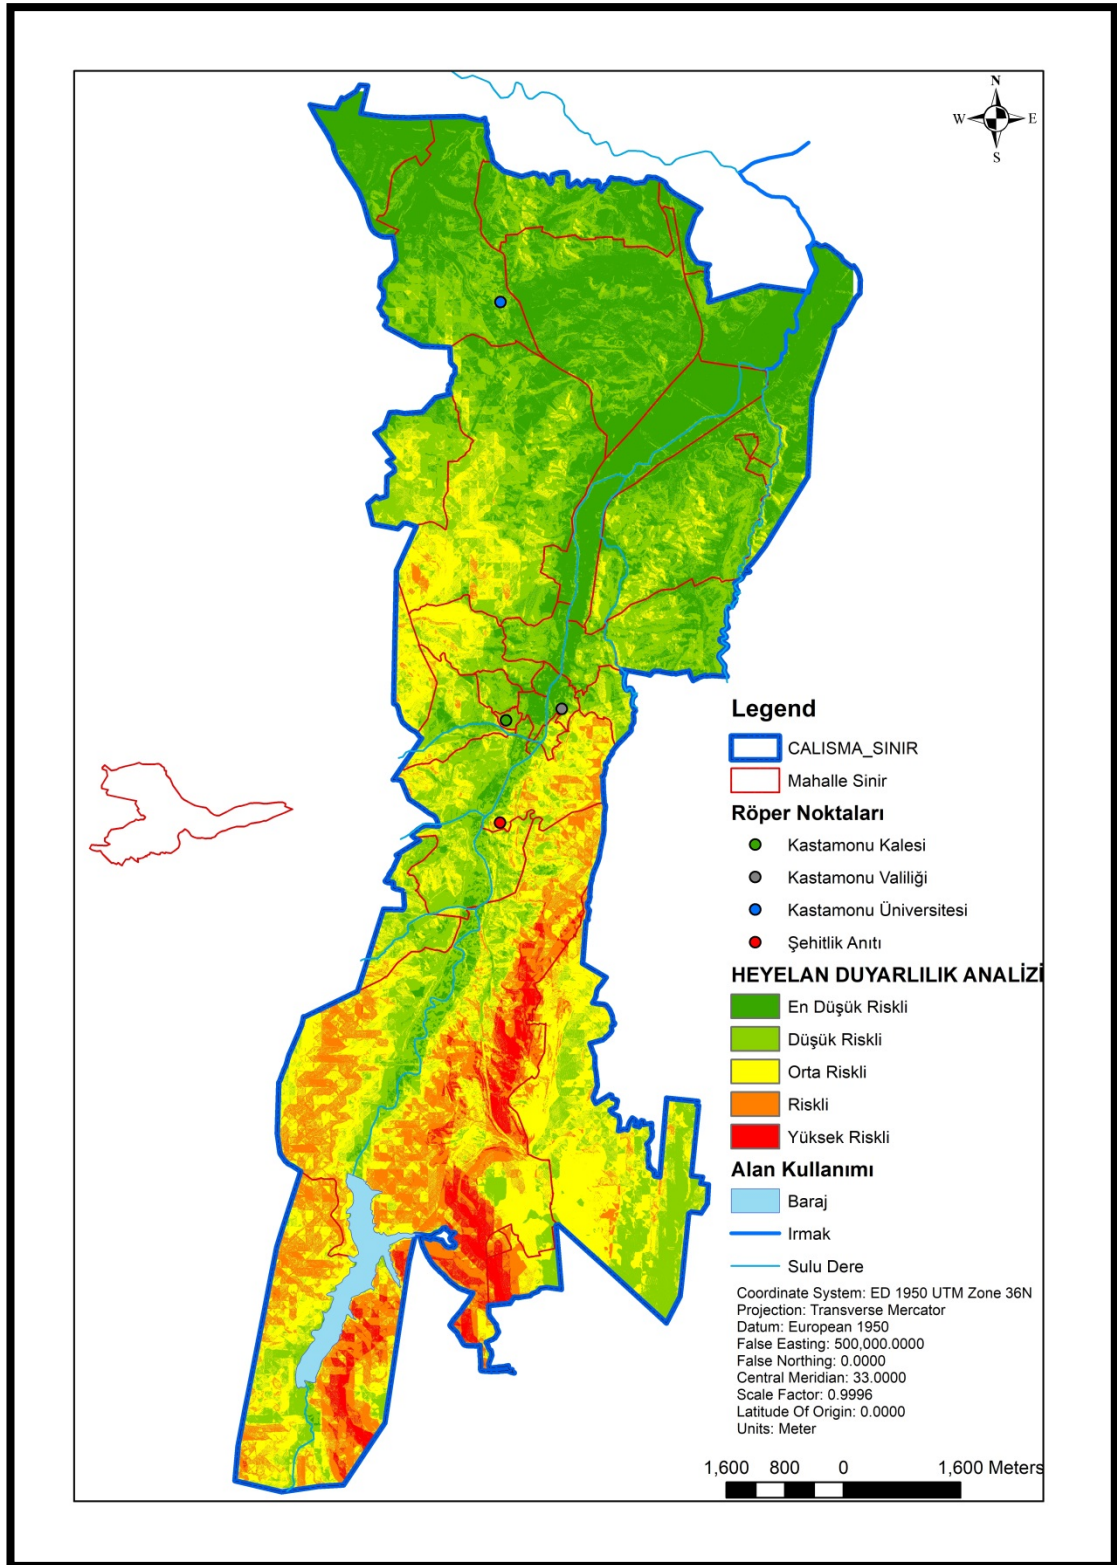 N
W E
S
Legend
CALISMA_SINIR
Mahalle Sinir
Röper Noktaları
Kastamonu Kalesi
Kastamonu Valiliği
Kastamonu Üniversitesi
Şehitlik Anıtı
HEYELAN DUYARLILIK ANALİZİ
En Düşük Riskli
Düşük Riskli
Orta Riskli
Riskli
Yüksek Riskli
Alan Kullanımı
Baraj
Irmak
Sulu Dere
Coordinate System: ED 1950 UTM Zone 36N
Projection: Transverse Mercator
Datum: European 1950
False Easting: 500,000.0000
False Northing: 0.0000
Central Meridian: 33.0000
Scale Factor: 0.9996
Latitude Of Origin: 0.0000
Units: Meter
1,600 800 0 1,600 Meters